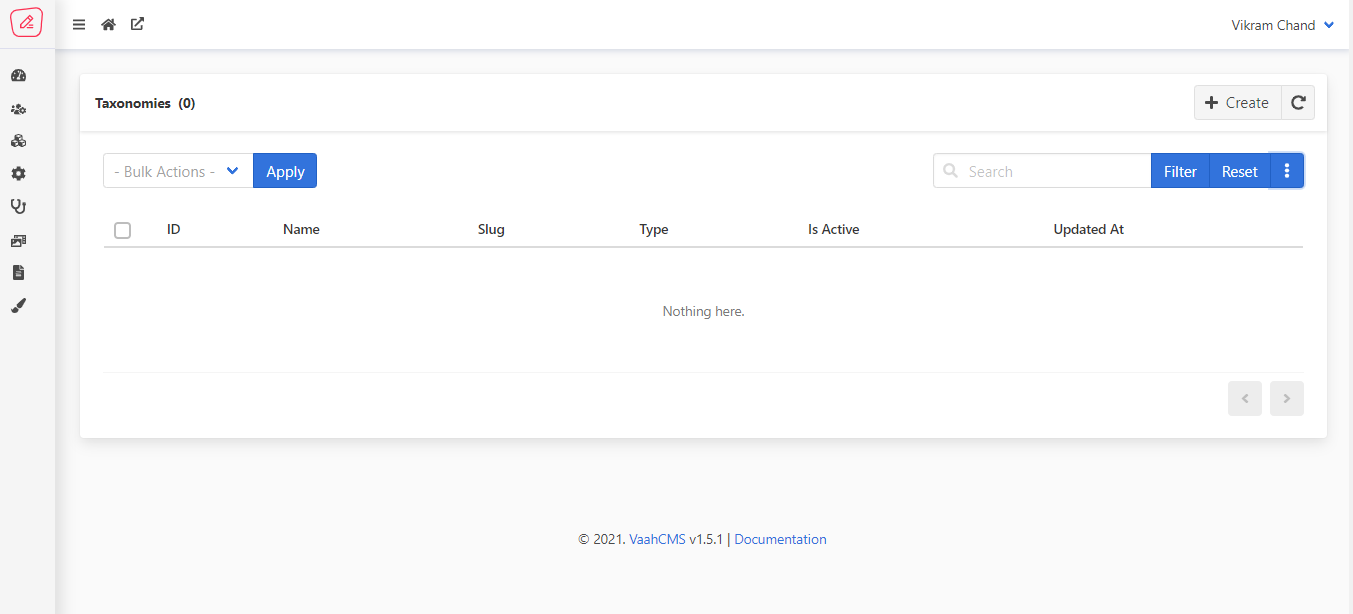 Vikram Chand
Taxonomies (0)
Create
- Bulk Actions -
Apply
Search
Filter
Reset
ID Name Slug Type Is Active Updated At
Nothing here.
© 2021. VaahCMS v1.5.1 | Documentation